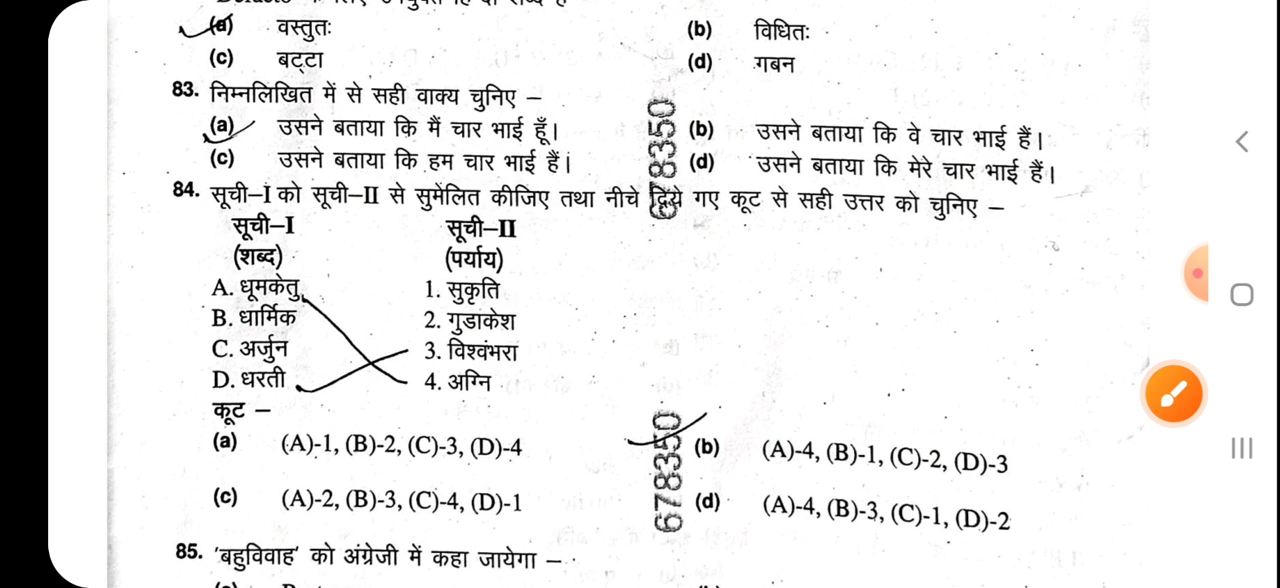 (a) वस्तुतः (b) विधितः
(c) बट्टा (d) गबन
83. निम्नलिखित में से सही वाक्य चुनिए –
(a) उसने बताया कि मैं चार भाई हूँ। (b) उसने बताया कि वे चार भाई हैं।
(c) उसने बताया कि हम चार भाई हैं। (d) उसने बताया कि मेरे चार भाई हैं।
678350
84. सूची-I को सूची-II से सुमेलित कीजिए तथा नीचे दिये गए कूट से सही उत्तर को चुनिए –
सूची-I सूची-II
(शब्द) (पर्याय)
A. धूमकेतु 1. सुकृति
B. धार्मिक 2. गुडाकेश
C. अर्जुन 3. विश्वंभरा
D. धरती 4. अग्नि
कूट –
(a) (A)-1, (B)-2, (C)-3, (D)-4 (b) (A)-4, (B)-1, (C)-2, (D)-3
678350
(c) (A)-2, (B)-3, (C)-4, (D)-1 (d) (A)-4, (B)-3, (C)-1, (D)-2
85. 'बहुविवाह' को अंग्रेजी में कहा जायेगा –